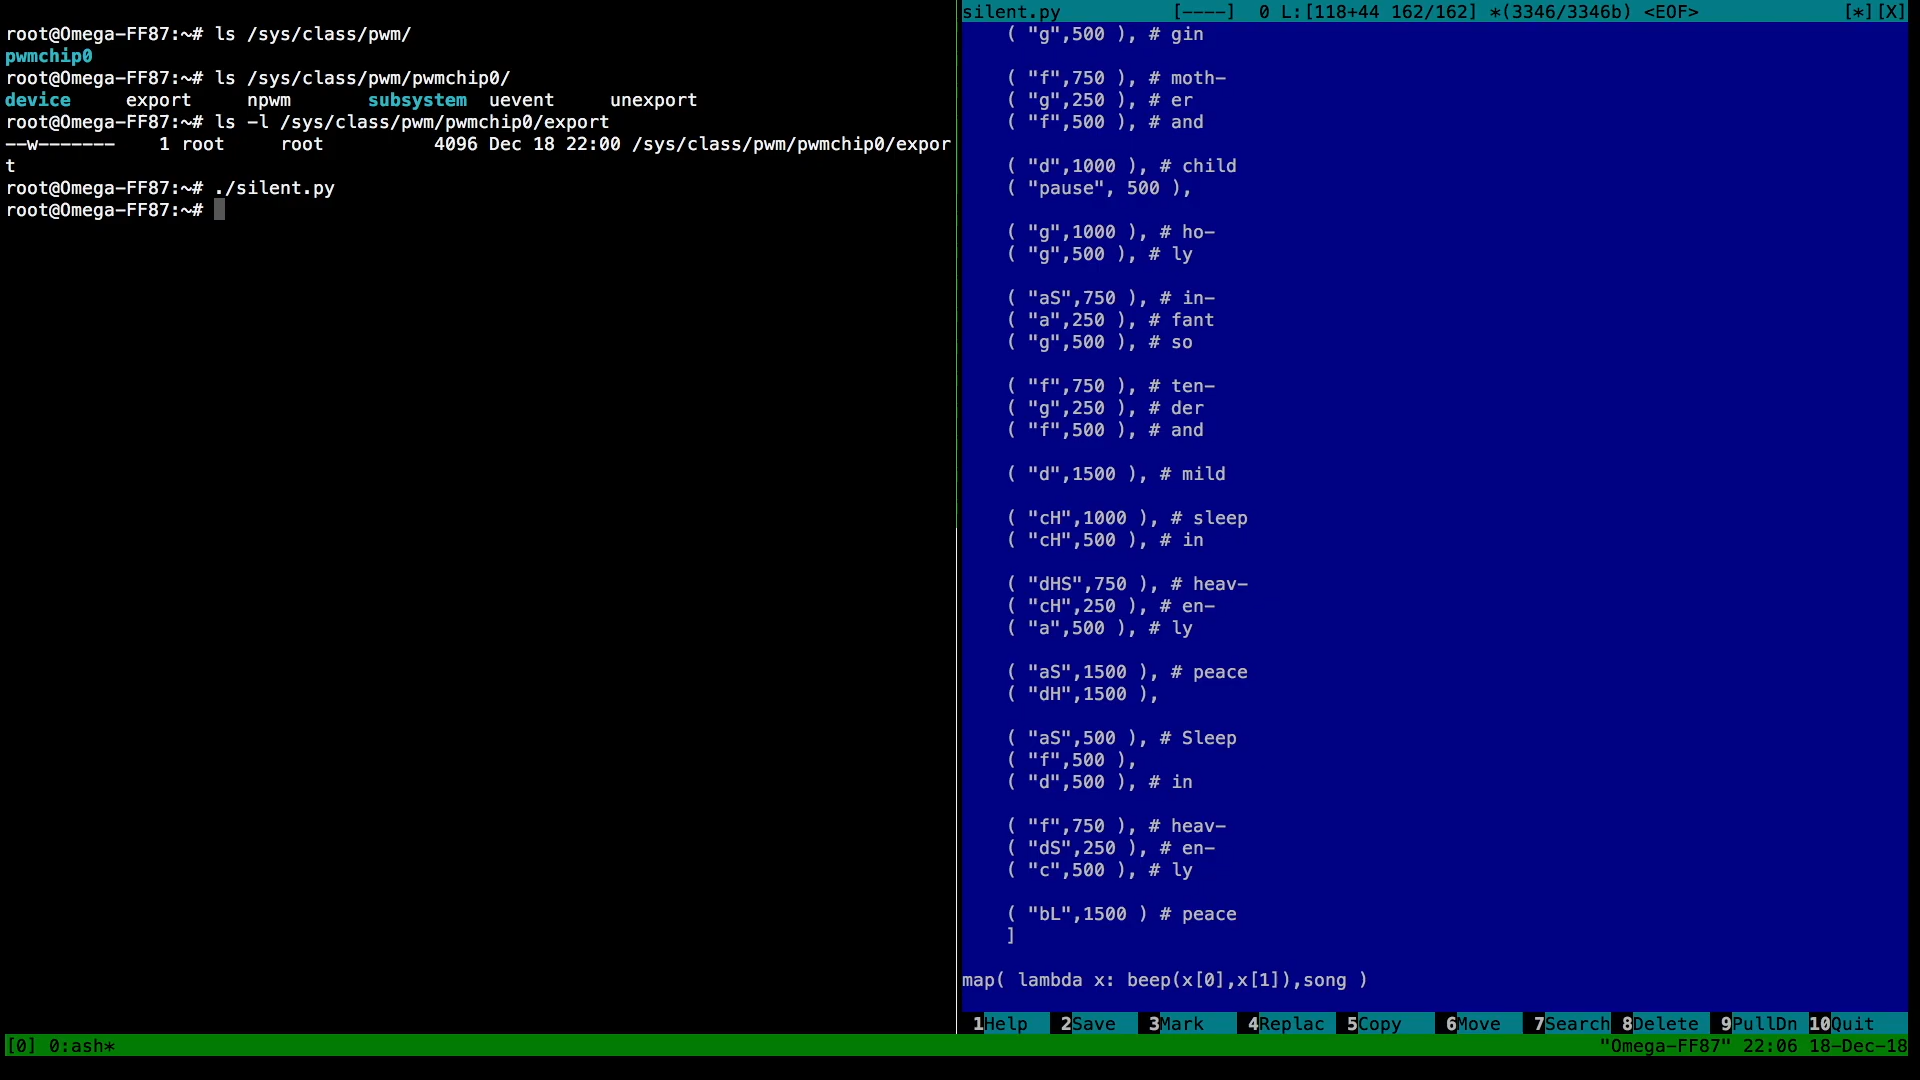 root@Omega-FF87:~# ls /sys/class/pwm/
pwmchip0
root@Omega-FF87:~# ls /sys/class/pwm/pwmchip0/
device     export     npwm       subsystem  uevent     unexport
root@Omega-FF87:~# ls -l /sys/class/pwm/pwmchip0/export
--w-------    1 root     root          4096 Dec 18 22:00 /sys/class/pwm/pwmchip0/expor
t
root@Omega-FF87:~# ./silent.py
root@Omega-FF87:~#
silent.py          [----]  0 L:[118+44 162/162] *(3346/3346b) <EOF>             [*][X]
( "g",500 ), # gin
( "f",750 ), # moth-
( "g",250 ), # er
( "f",500 ), # and
( "d",1000 ), # child
( "pause", 500 ),
( "g",1000 ), # ho-
( "g",500 ), # ly
( "aS",750 ), # in-
( "a",250 ), # fant
( "g",500 ), # so
( "f",750 ), # ten-
( "g",250 ), # der
( "f",500 ), # and
( "d",1500 ), # mild
( "cH",1000 ), # sleep
( "cH",500 ), # in
( "dHS",750 ), # heav-
( "cH",250 ), # en-
( "a",500 ), # ly
( "aS",1500 ), # peace
( "dH",1500 ),
( "aS",500 ), # Sleep
( "f",500 ),
( "d",500 ), # in
( "f",750 ), # heav-
( "dS",250 ), # en-
( "c",500 ), # ly
( "bL",1500 ) # peace
]
map( lambda x: beep(x[0],x[1]),song )
1Help  2Save  3Mark  4Replac  5Copy  6Move  7Search  8Delete  9PullDn  10Quit
[0] 0:ash*  "Omega-FF87" 22:06 18-Dec-18